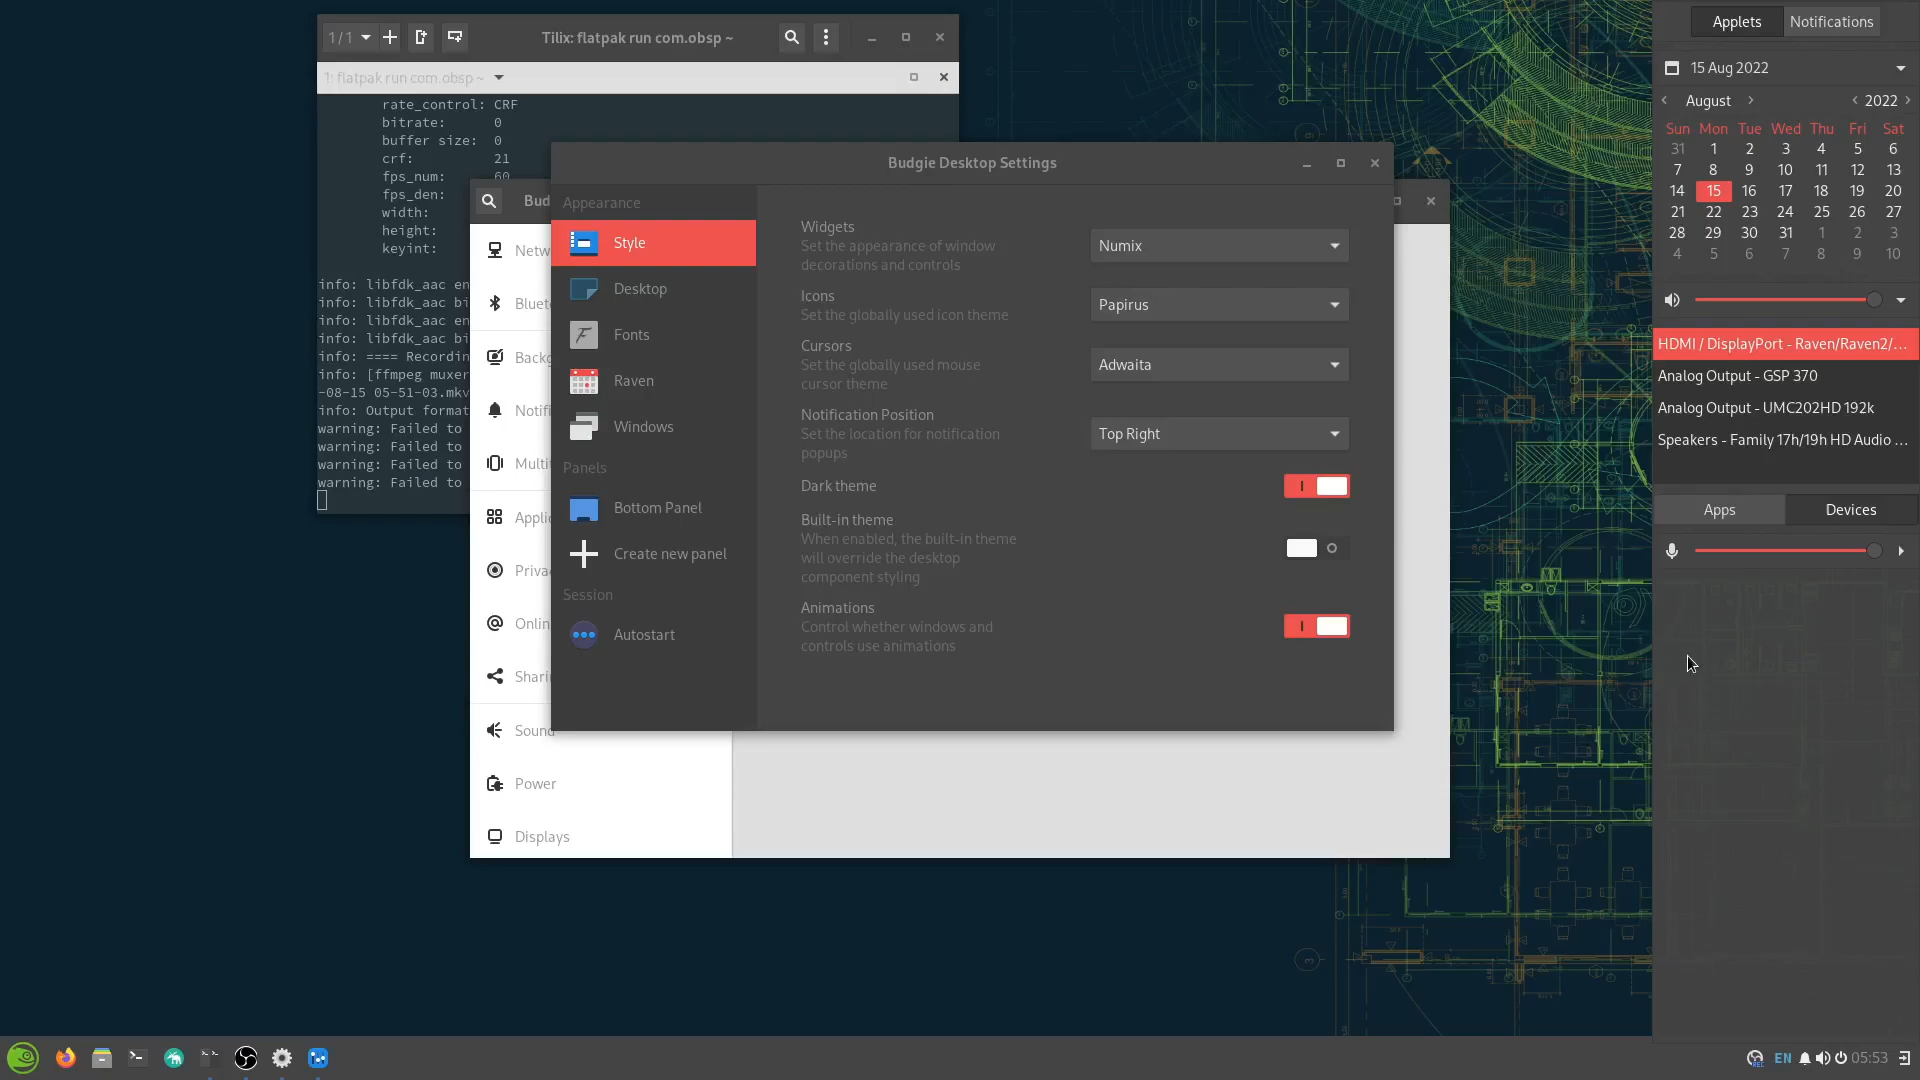 1 / 1
Tilix: flatpak run com.obsp ~
1: flatpak run com.obsp ~
rate_control: CRF
bitrate: 0
buffer size: 0
crf: 21
fps_num: 60
fps_den:
width:
height:
keyint:
info: libfdk_aac en
info: libfdk_aac bi
info: libfdk_aac en
info: libfdk_aac bi
info: ==== Recordin
info: [ffmpeg muxer
-08-15 05-51-03.mkv
info: Output format
warning: Failed to
warning: Failed to
warning: Failed to
warning: Failed to
Bud
Netw
Bluet
Backg
Notifi
Multi
Applic
Priva
Onlin
Sharin
Sound
Power
Displays
Budgie Desktop Settings
Appearance
Style
Desktop
Fonts
Raven
Windows
Panels
Bottom Panel
Create new panel
Session
Autostart
Widgets
Set the appearance of window
decorations and controls
Numix
Icons
Set the globally used icon theme
Papirus
Cursors
Set the globally used mouse
cursor theme
Adwaita
Notification Position
Set the location for notification
popups
Top Right
Dark theme
Built-in theme
When enabled, the built-in theme
will override the desktop
component styling
Animations
Control whether windows and
controls use animations
Applets Notifications
15 Aug 2022
August 2022
Sun Mon Tue Wed Thu Fri Sat
31 1 2 3 4 5 6
7 8 9 10 11 12 13
14 15 16 17 18 19 20
21 22 23 24 25 26 27
28 29 30 31 1 2 3
4 5 6 7 8 9 10
HDMI / DisplayPort - Raven/Raven2/...
Analog Output - GSP 370
Analog Output - UMC202HD 192k
Speakers - Family 17h/19h HD Audio ...
Apps Devices
EN 05:53